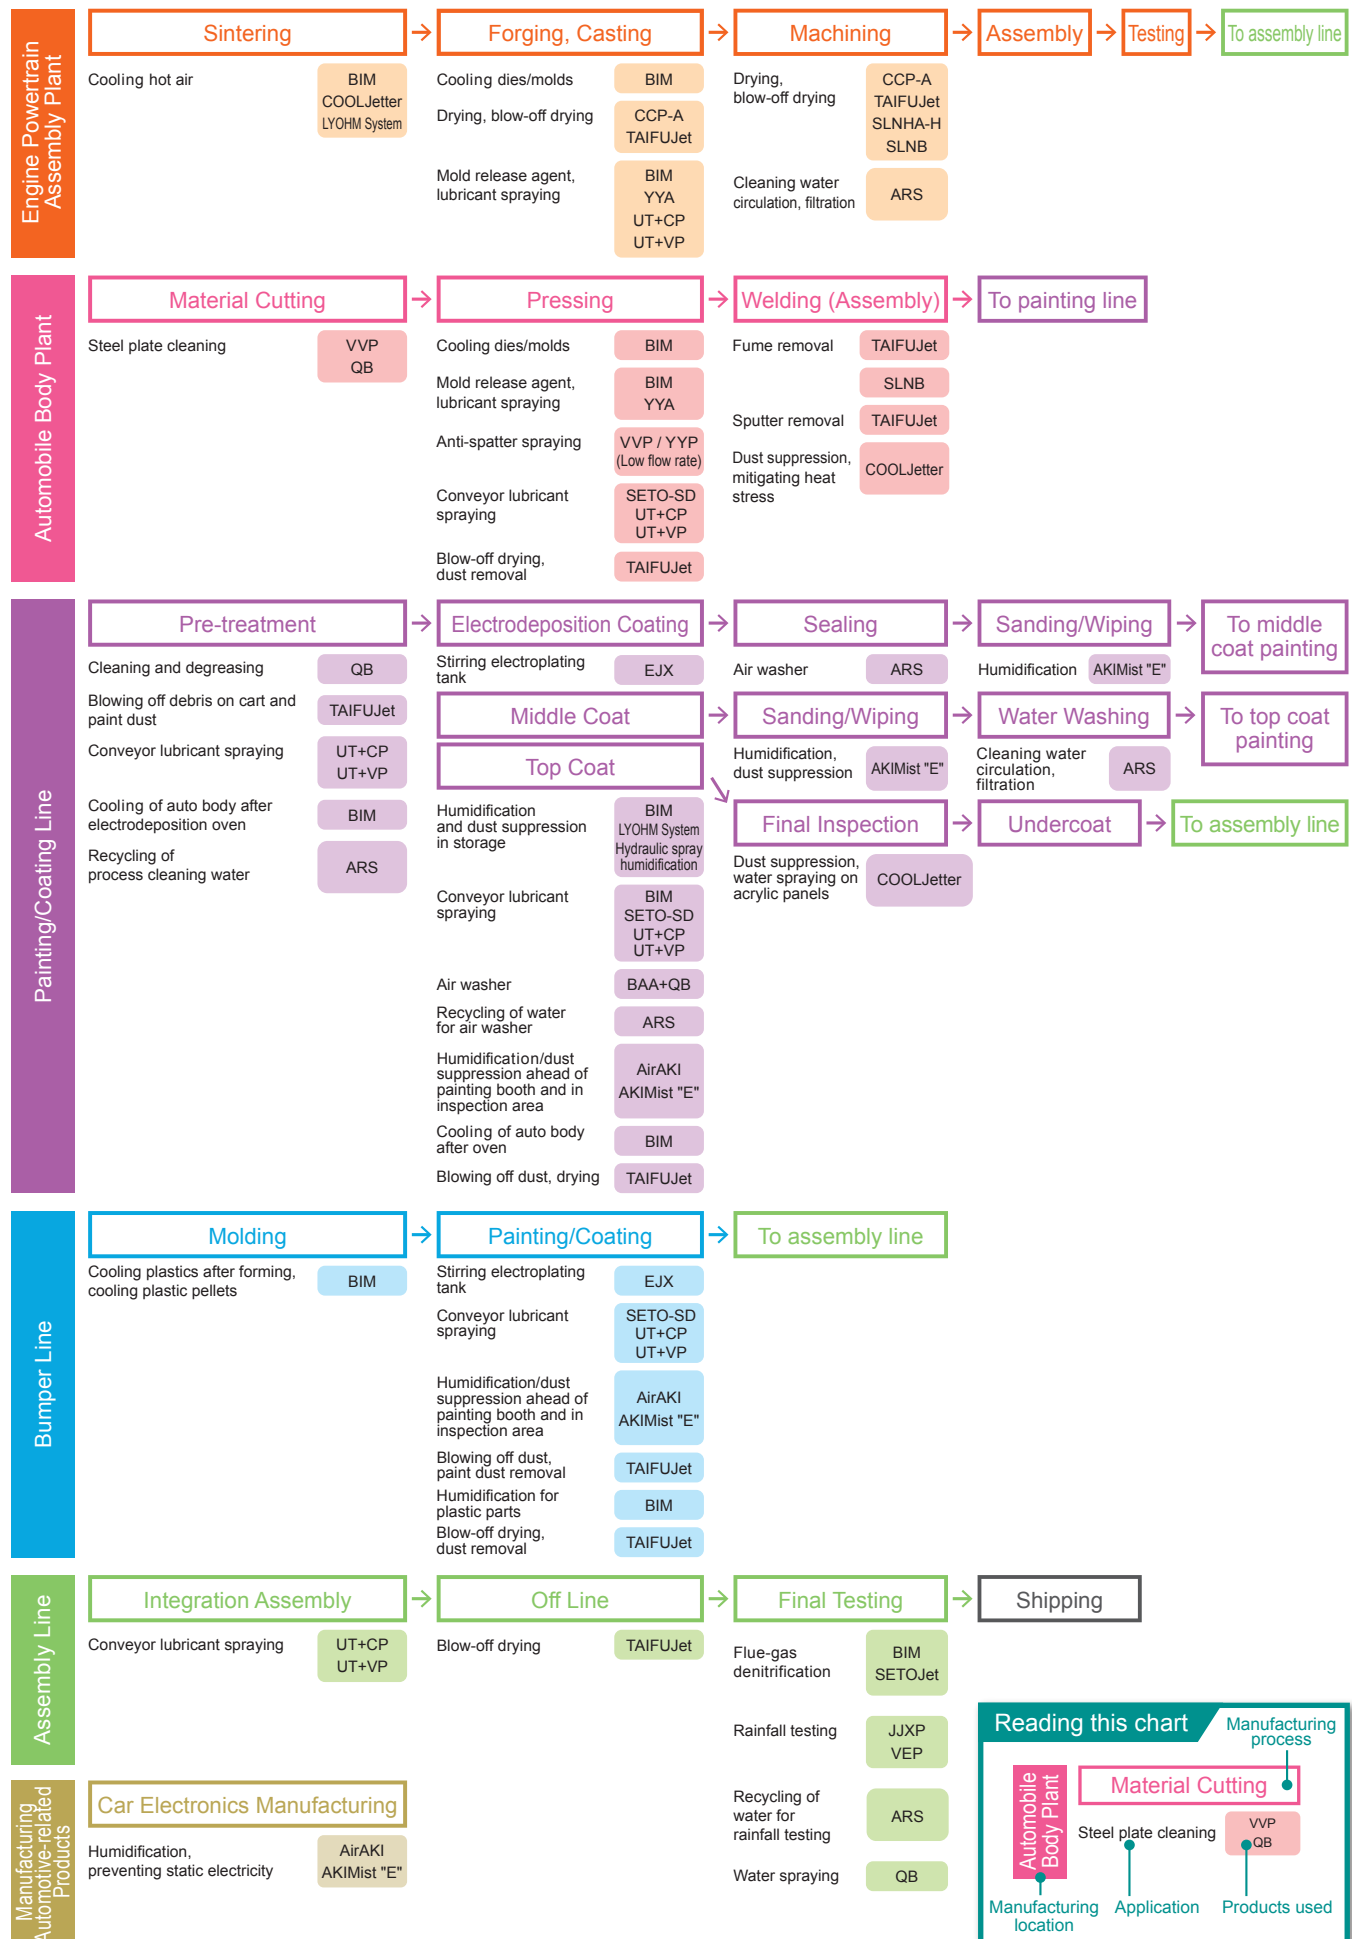 Engine Powertrain
Assembly Plant
Sintering
Forging, Casting
Machining
Assembly
Testing
To assembly line
Cooling hot air
BIM
COOLJetter
LYOHM System
Cooling dies/molds
BIM
Drying, blow-off drying
CCP-A
TAIFUJet
Mold release agent,
lubricant spraying
BIM
YYA
UT+CP
UT+VP
Drying,
blow-off drying
CCP-A
TAIFUJet
SLNHA-H
SLNB
Cleaning water
circulation, filtration
ARS
Automobile Body Plant
Material Cutting
Pressing
Welding (Assembly)
To painting line
Steel plate cleaning
VVP
QB
Cooling dies/molds
BIM
Mold release agent,
lubricant spraying
BIM
YYA
Anti-spatter spraying
VVP / YYP
(Low flow rate)
Conveyor lubricant
spraying
SETO-SD
UT+CP
UT+VP
Blow-off drying,
dust removal
TAIFUJet
Fume removal
TAIFUJet
SLNB
Sputter removal
TAIFUJet
Dust suppression,
mitigating heat
stress
COOLJetter
Painting/Coating Line
Pre-treatment
Electrodeposition Coating
Sealing
Sanding/Wiping
To middle
coat painting
Cleaning and degreasing
QB
Blowing off debris on cart and
paint dust
TAIFUJet
Conveyor lubricant spraying
UT+CP
UT+VP
Cooling of auto body after
electrodeposition oven
BIM
Recycling of
process cleaning water
ARS
Stirring electroplating
tank
EJX
Air washer
ARS
Humidification
AKIMist "E"
Middle Coat
Sanding/Wiping
Water Washing
To top coat
painting
Humidification,
dust suppression
AKIMist "E"
Cleaning water
circulation,
filtration
ARS
Top Coat
Final Inspection
Undercoat
To assembly line
Humidification
and dust suppression
in storage
BIM
LYOHM System
Hydraulic spray
humidification
Conveyor lubricant
spraying
BIM
SETO-SD
UT+CP
UT+VP
Air washer
BAA+QB
Recycling of water
for air washer
ARS
Humidification/dust
suppression ahead of
painting booth and in
inspection area
AirAKI
AKIMist "E"
Cooling of auto body
after oven
BIM
Blowing off dust, drying
TAIFUJet
Dust suppression,
water spraying on
acrylic panels
COOLJetter
Bumper Line
Molding
Painting/Coating
To assembly line
Cooling plastics after forming,
cooling plastic pellets
BIM
Stirring electroplating
tank
EJX
Conveyor lubricant
spraying
SETO-SD
UT+CP
UT+VP
Humidification/dust
suppression ahead of
painting booth and in
inspection area
AirAKI
AKIMist "E"
Blowing off dust,
paint dust removal
TAIFUJet
Humidification for
plastic parts
BIM
Blow-off drying,
dust removal
TAIFUJet
Assembly Line
Integration Assembly
Off Line
Final Testing
Shipping
Conveyor lubricant spraying
UT+CP
UT+VP
Blow-off drying
TAIFUJet
Flue-gas
denitrification
BIM
SETOJet
Rainfall testing
JJXP
VEP
Recycling of
water for
rainfall testing
ARS
Water spraying
QB
Manufacturing
Automotive-related
Products
Car Electronics Manufacturing
Humidification,
preventing static electricity
AirAKI
AKIMist "E"
Reading this chart
Manufacturing
process
Automobile
Body Plant
Material Cutting
Steel plate cleaning
VVP
QB
Manufacturing
location
Application
Products used